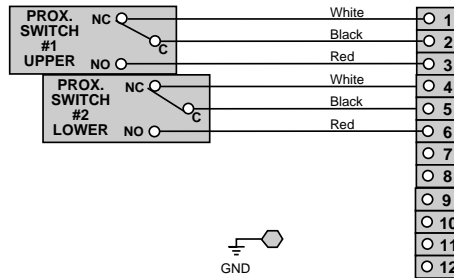 PROX.
SWITCH
#1
UPPER
NC
C
NO
White
Black
Red
1
2
3
PROX.
SWITCH
#2
LOWER
NC
C
NO
White
Black
Red
4
5
6
7
8
9
10
11
12
GND